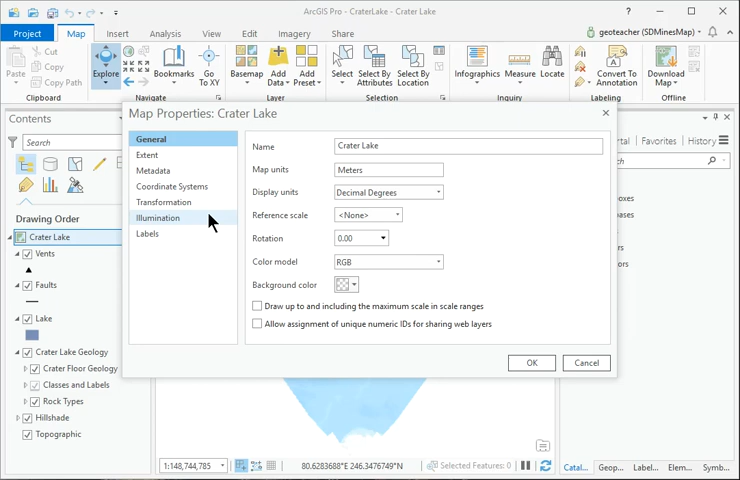 ArcGIS Pro - CraterLake - Crater Lake
?
Project Map Insert Analysis View Edit Imagery Share
geoteacher (SDMinesMap)
Paste
Cut
Copy
Copy Path
Clipboard
Explore
Bookmarks
Go To XY
Navigate
Basemap
Add Data
Add Preset
Layer
Select
Select By Attributes
Select By Location
Selection
Infographics
Measure
Locate
Inquiry
Convert To Annotation
Labeling
Download Map
Offline
Contents
Search
Drawing Order
Crater Lake
Vents
Faults
Lake
Crater Lake Geology
Crater Floor Geology
Classes and Labels
Rock Types
Hillshade
Topographic
Map Properties: Crater Lake
General
Extent
Metadata
Coordinate Systems
Transformation
Illumination
Labels
Name Crater Lake
Map units Meters
Display units Decimal Degrees
Reference scale <None>
Rotation 0.00
Color model RGB
Background color
Draw up to and including the maximum scale in scale ranges
Allow assignment of unique numeric IDs for sharing web layers
OK Cancel
rtal Favorites History
ch
oxes
bases
rs
ors
1:148,744,785
80.6283688°E 246.3476749°N
Selected Features: 0
Catal... Geop... Label... Elem... Symb...